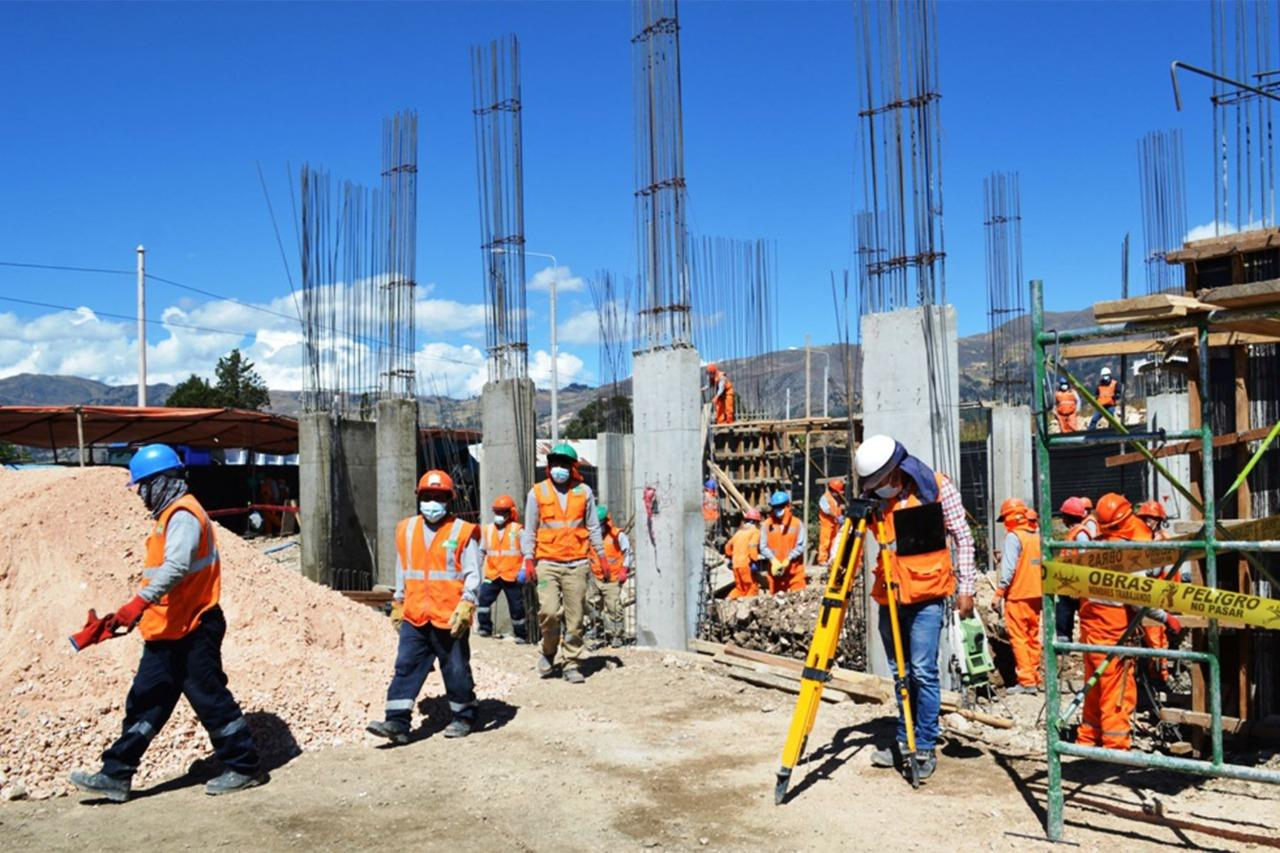 OBRAS
HOMBRES TRABAJANDO
PELIGRO
NO PASAR